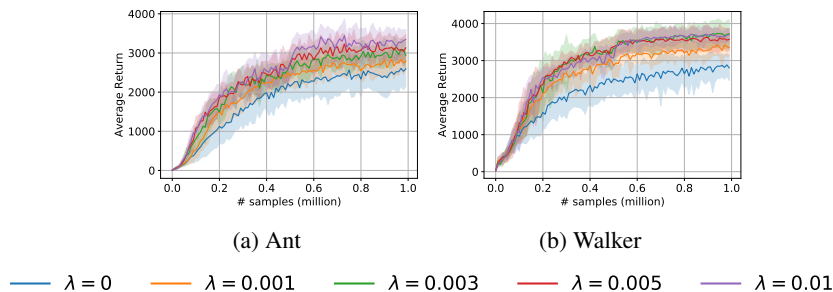 4000
3000
2000
1000
0
Average Return
0.0 0.2 0.4 0.6 0.8 1.0
# samples (million)
(a) Ant
4000
3000
2000
1000
0
Average Return
0.0 0.2 0.4 0.6 0.8 1.0
# samples (million)
(b) Walker
λ = 0 λ = 0.001 λ = 0.003 λ = 0.005 λ = 0.01